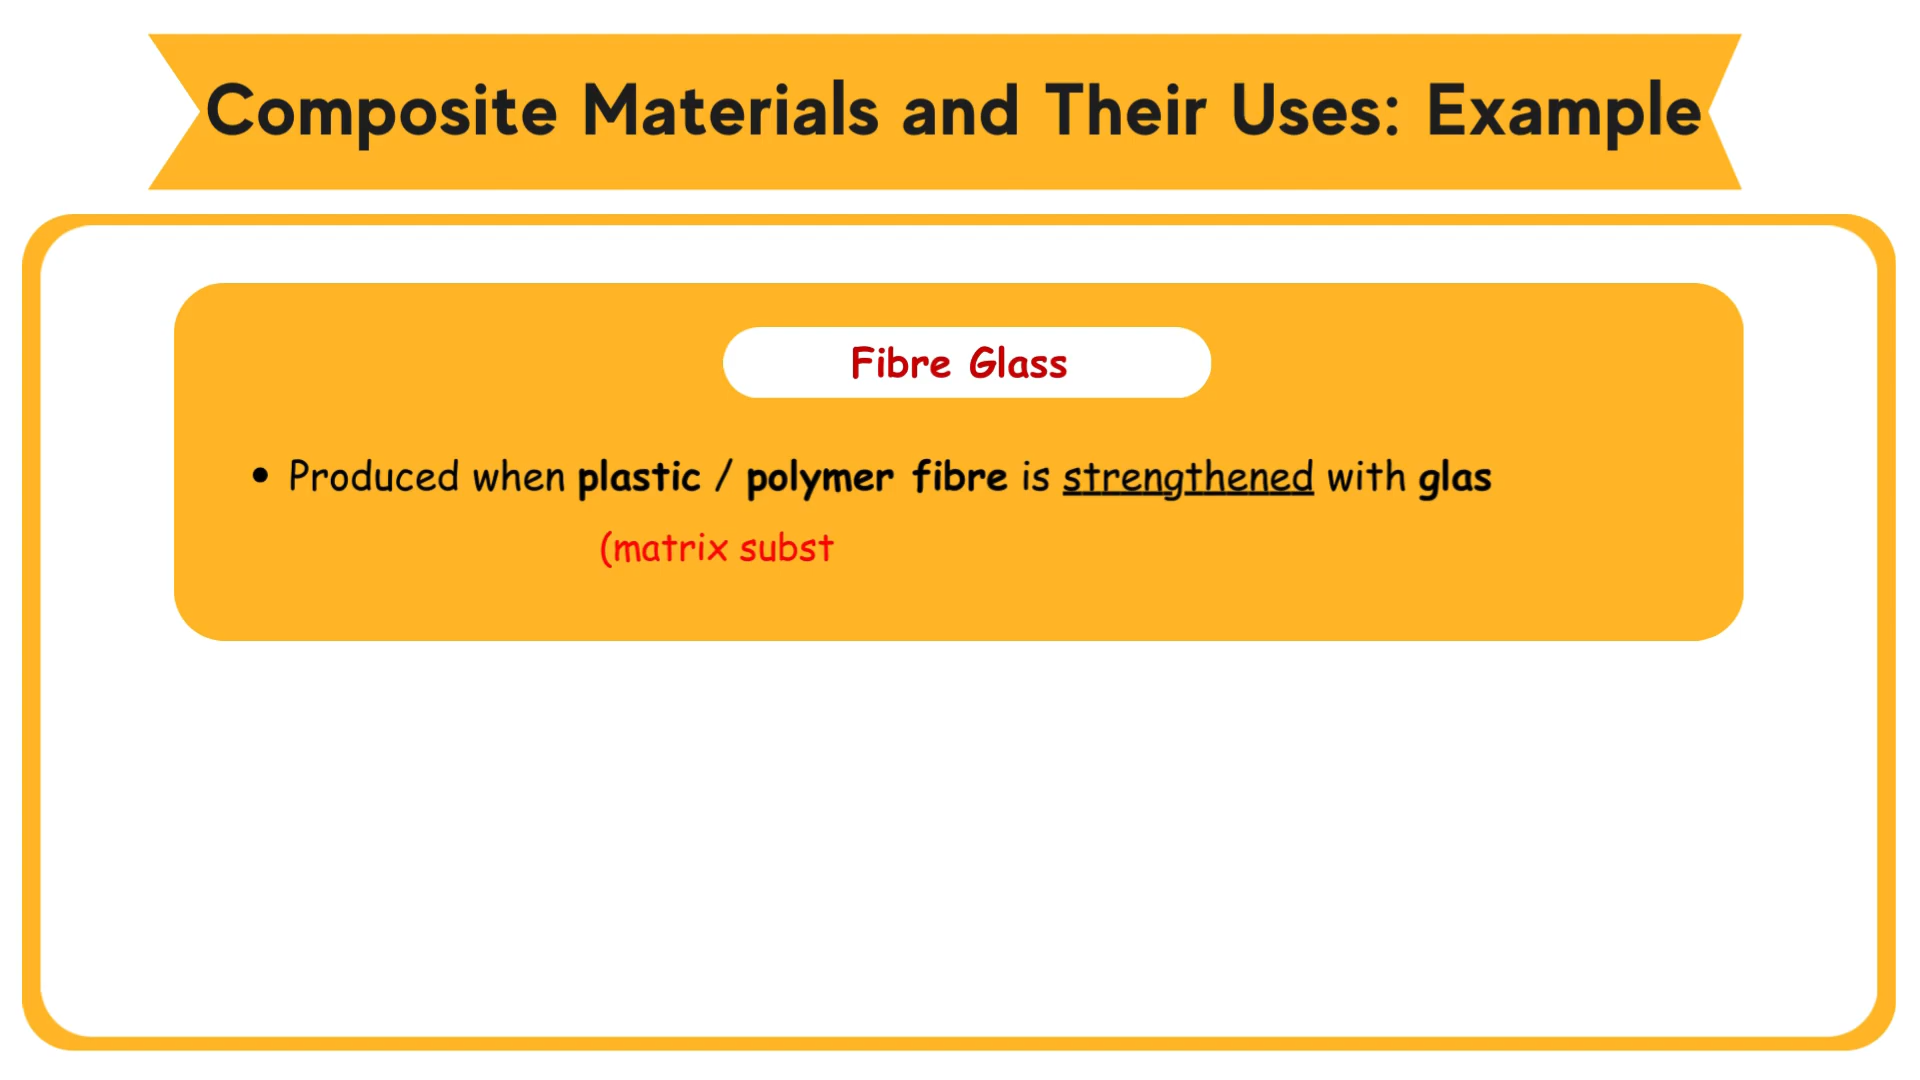 Composite Materials and Their Uses: Example
Fibre Glass
• Produced when plastic / polymer fibre is strengthened with glas
(matrix subst